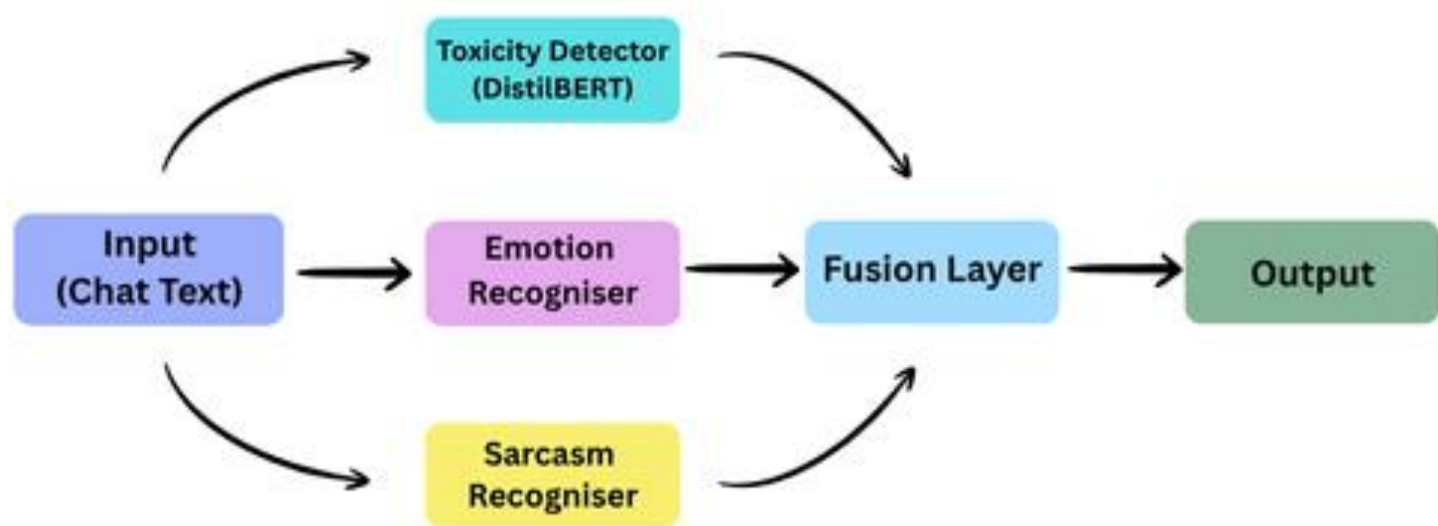 Toxicity Detector
(DistilBERT)
Input
(Chat Text)
Emotion
Recogniser
Fusion Layer
Output
Sarcasm
Recogniser